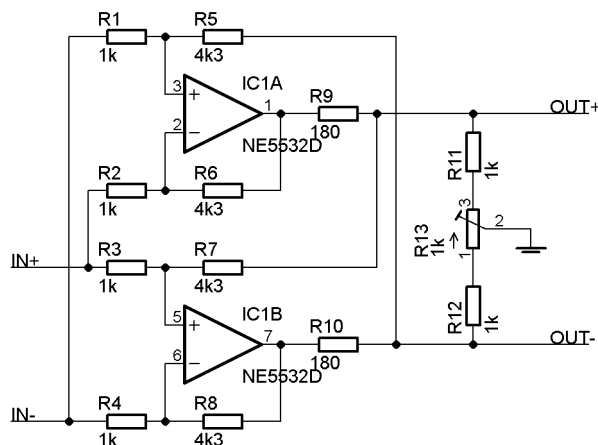 R1
1k
R5
4k3
IC1A
3
+
2
−
1
NE5532D
R9
180
OUT+
R2
1k
R6
4k3
R11
1k
R3
1k
R7
4k3
IN+
R13
1k
3
2
1
IC1B
5
+
6
−
7
NE5532D
R10
180
R12
1k
OUT-
R4
1k
R8
4k3
IN-